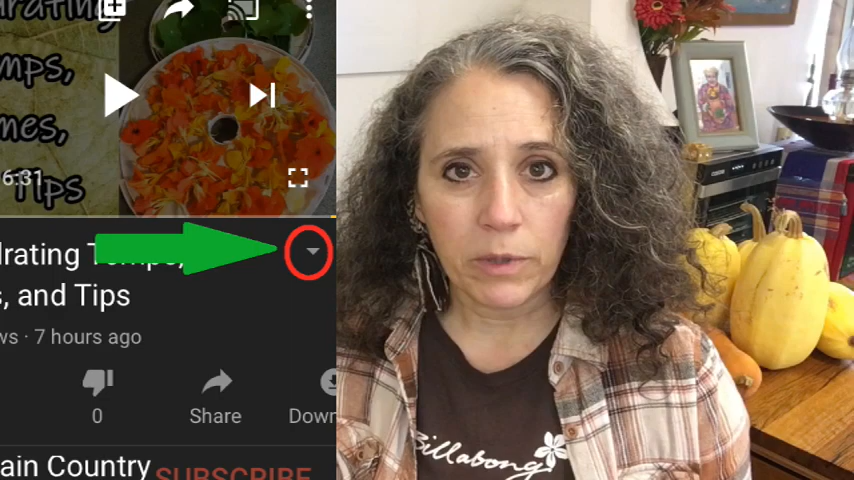 mps,
mes,
6:31
Tips
drating Temps,
s, and Tips
ws · 7 hours ago
0
Share
Down
ain Country
SUBSCRIBE
Billabong